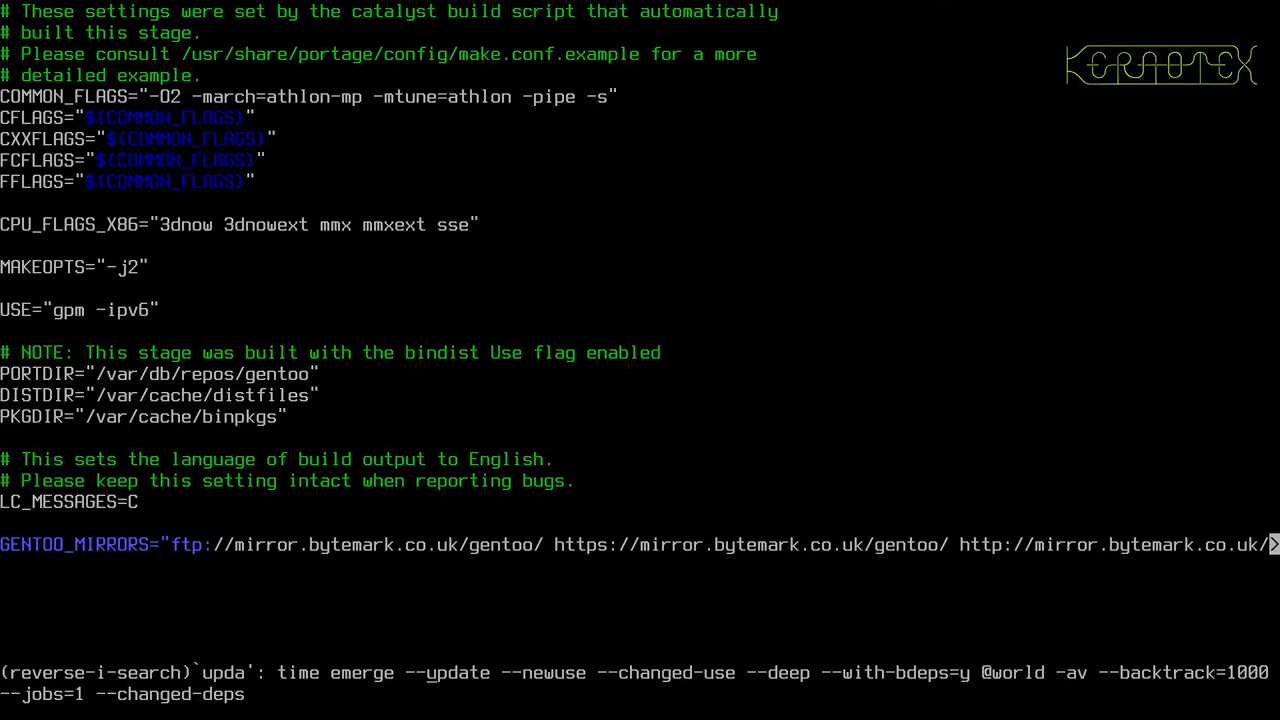 # These settings were set by the catalyst build script that automatically
# built this stage.
# Please consult /usr/share/portage/config/make.conf.example for a more
# detailed example.
COMMON_FLAGS="-O2 -march=athlon-mp -mtune=athlon -pipe -s"
CFLAGS="${COMMON_FLAGS}"
CXXFLAGS="${COMMON_FLAGS}"
FCFLAGS="${COMMON_FLAGS}"
FFLAGS="${COMMON_FLAGS}"
CPU_FLAGS_X86="3dnow 3dnowext mmx mmxext sse"
MAKEOPTS="-j2"
USE="gpm -ipv6"
# NOTE: This stage was built with the bindist Use flag enabled
PORTDIR="/var/db/repos/gentoo"
DISTDIR="/var/cache/distfiles"
PKGDIR="/var/cache/binpkgs"
# This sets the language of build output to English.
# Please keep this setting intact when reporting bugs.
LC_MESSAGES=C
GENTOO_MIRRORS="ftp://mirror.bytemark.co.uk/gentoo/ https://mirror.bytemark.co.uk/gentoo/ http://mirror.bytemark.co.uk/>
(reverse-i-search)`upda': time emerge --update --newuse --changed-use --deep --with-bdeps=y @world -av --backtrack=1000
--jobs=1 --changed-deps